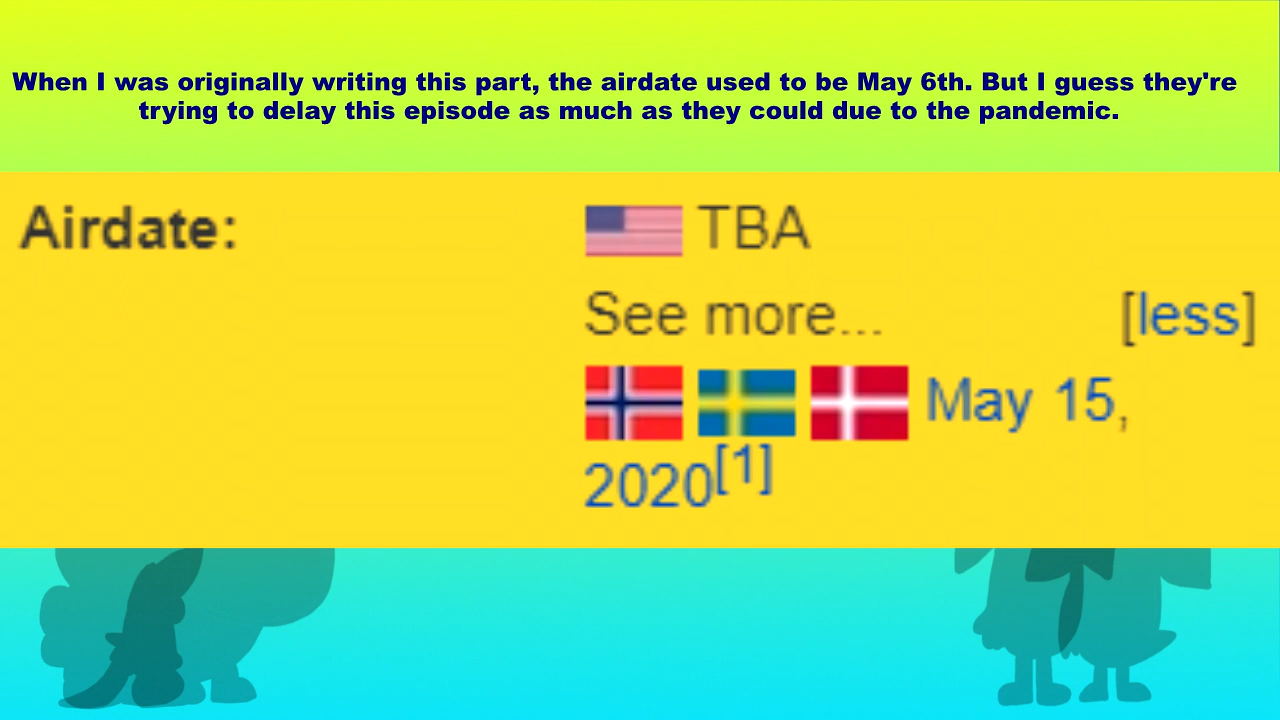 When I was originally writing this part, the airdate used to be May 6th. But I guess they're
trying to delay this episode as much as they could due to the pandemic.
Airdate: TBA
See more... [less]
May 15,
2020[1]